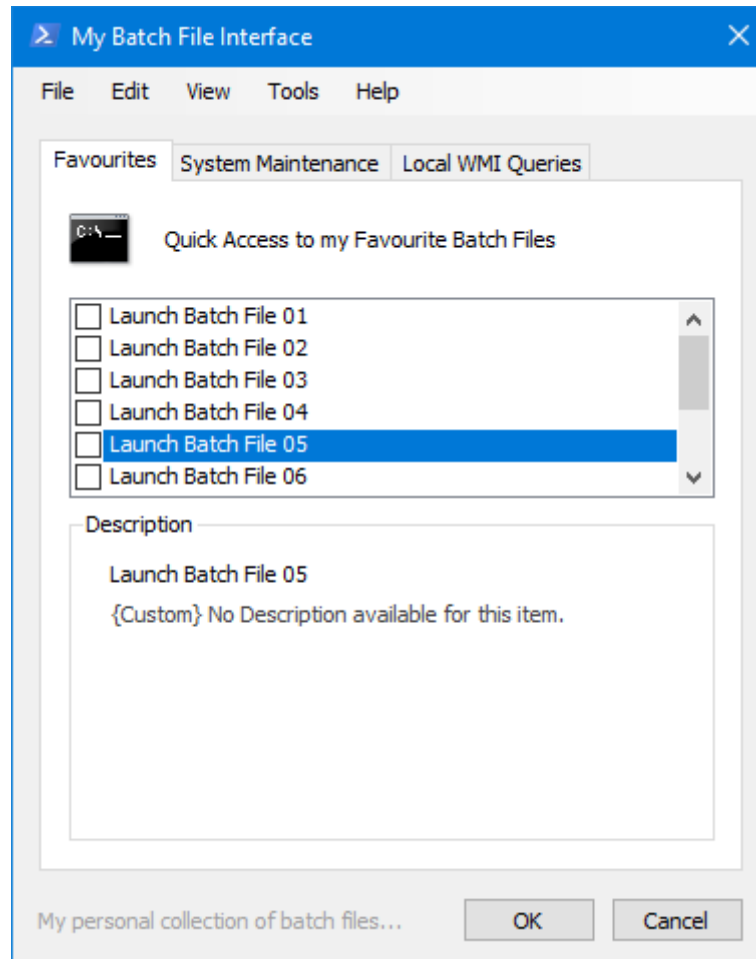 My Batch File Interface
File Edit View Tools Help
Favourites System Maintenance Local WMI Queries
C:\_ Quick Access to my Favourite Batch Files
Launch Batch File 01
Launch Batch File 02
Launch Batch File 03
Launch Batch File 04
Launch Batch File 05
Launch Batch File 06
Description
Launch Batch File 05
{Custom} No Description available for this item.
My personal collection of batch files... OK Cancel